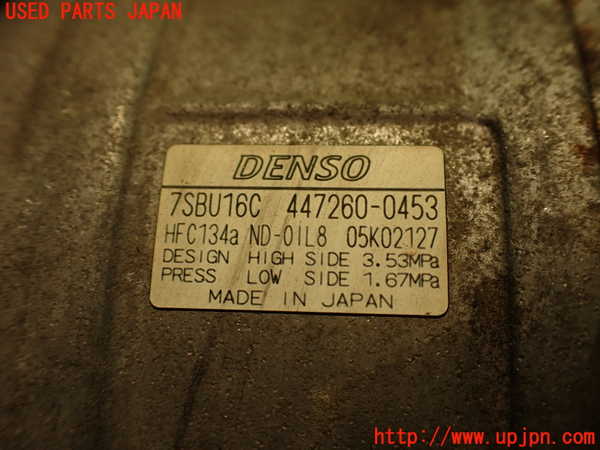 USED PARTS JAPAN
DENSO
7SBU16C 447260-0453
HFC134a ND-OIL8 05K02127
DESIGN HIGH SIDE 3.53MPa
PRESS LOW SIDE 1.67MPa
MADE IN JAPAN
http://www.upjpn.com/